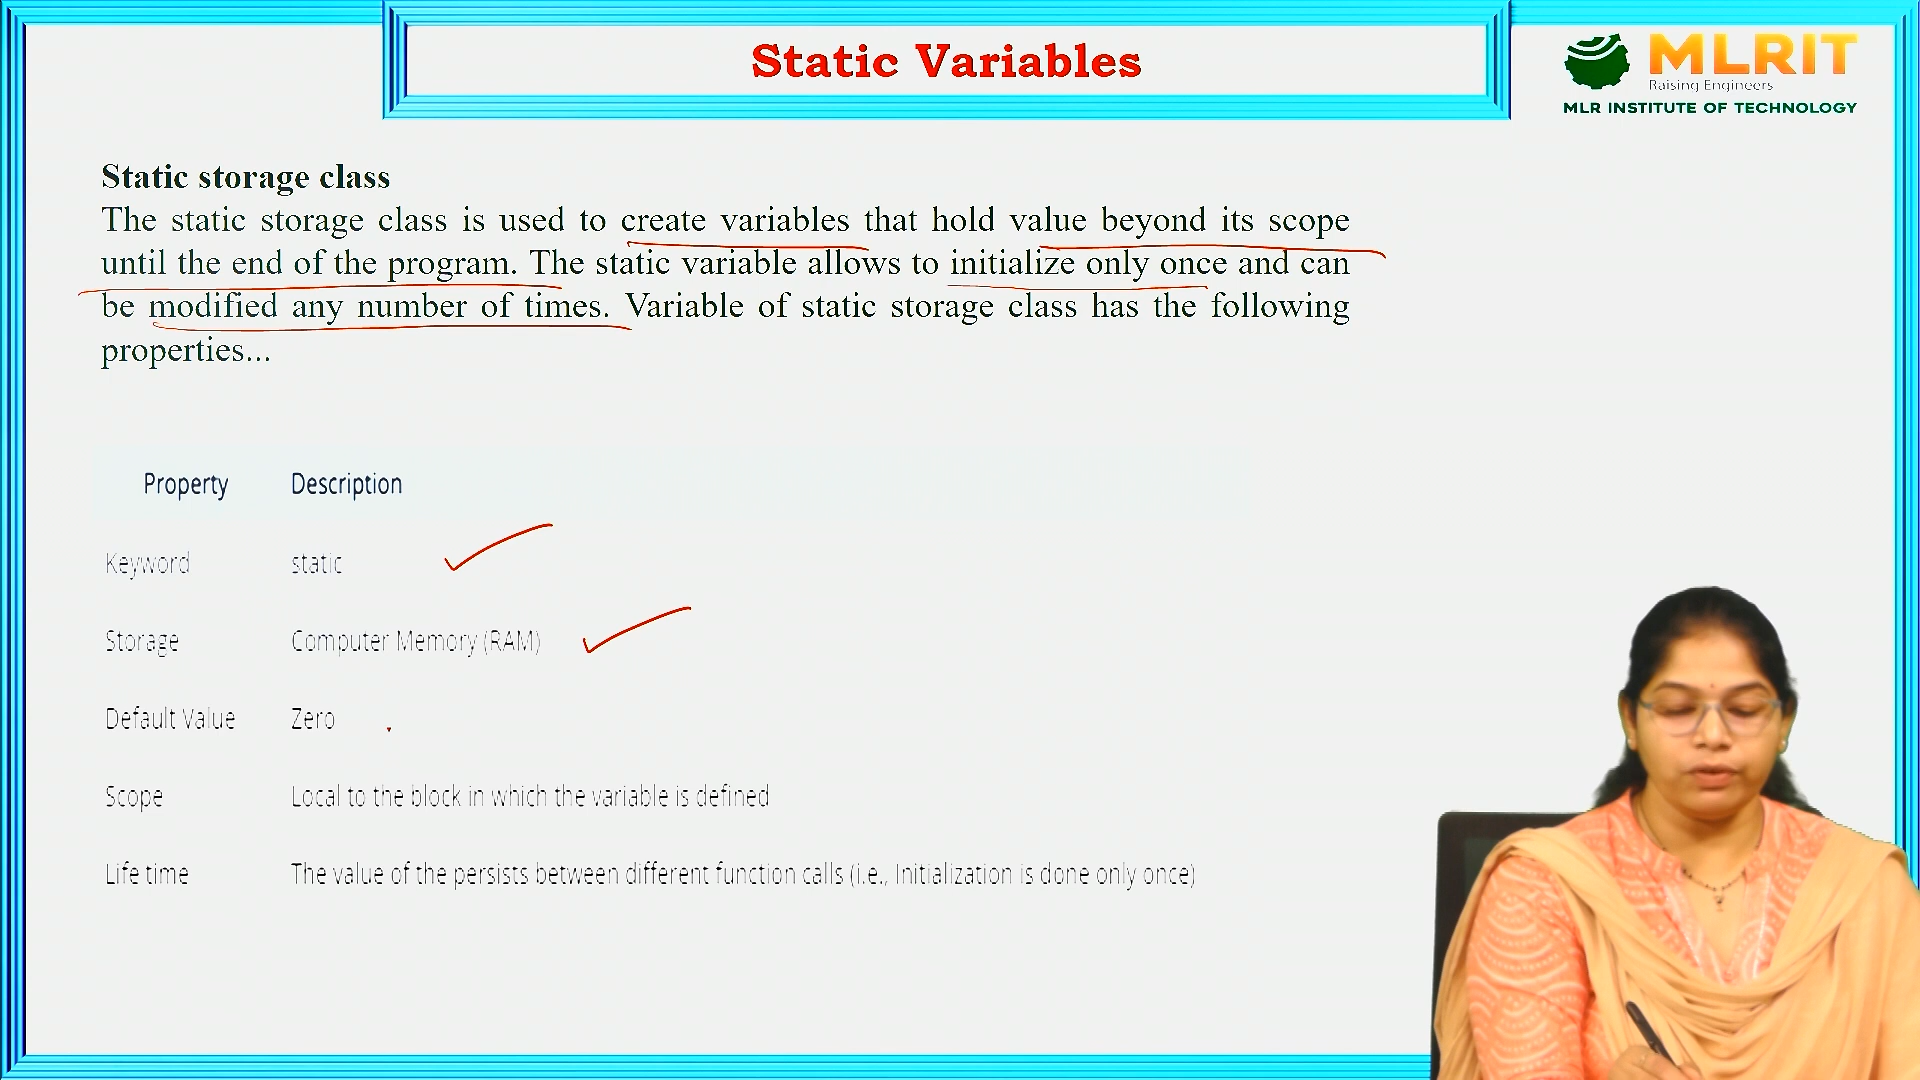 Static Variables
MLRIT
Raising Engineers
MLR INSTITUTE OF TECHNOLOGY
Static storage class
The static storage class is used to create variables that hold value beyond its scope
until the end of the program. The static variable allows to initialize only once and can
be modified any number of times. Variable of static storage class has the following
properties...
Property Description
Keyword static
Storage Computer Memory (RAM)
Default Value Zero
Scope Local to the block in which the variable is defined
Life time The value of the persists between different function calls (i.e., Initialization is done only once)